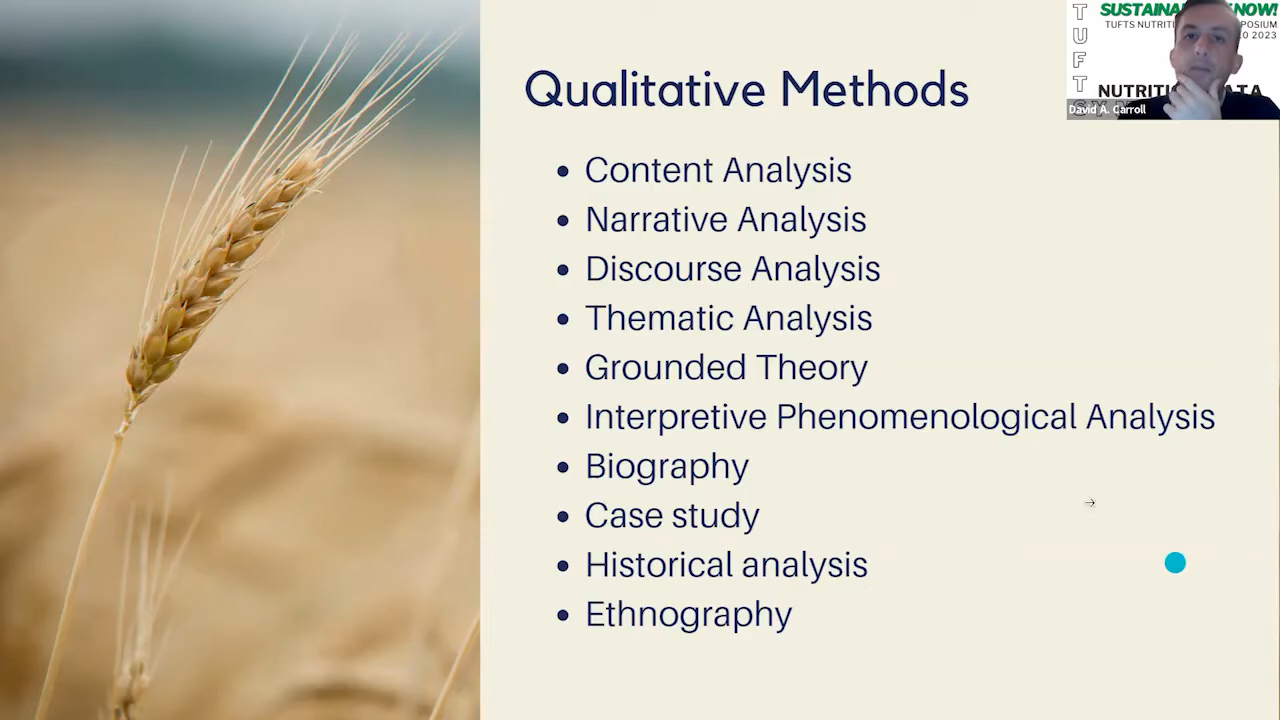 Qualitative Methods
• Content Analysis
• Narrative Analysis
• Discourse Analysis
• Thematic Analysis
• Grounded Theory
• Interpretive Phenomenological Analysis
• Biography
• Case study
• Historical analysis
• Ethnography
TUFTS
NOW!
TUFTS
2023
David A. Carroll